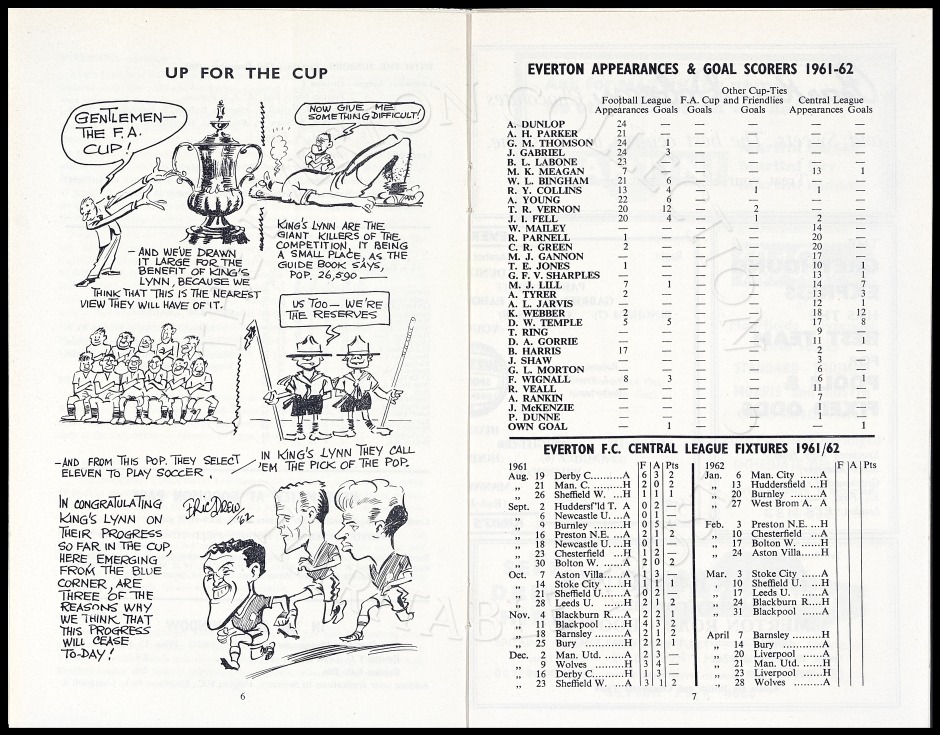 UP FOR THE CUP
GENTLEMEN—
THE F.A.
CUP!
NOW GIVE ME
SOMETHING DIFFICULT!
—AND WE'VE DRAWN
IT LARGE FOR THE
BENEFIT OF KING'S
LYNN, BECAUSE WE
THINK THAT THIS IS THE NEAREST
VIEW THEY WILL HAVE OF IT.
KING'S LYNN ARE THE
GIANT KILLERS OF THE
COMPETITION, IT BEING
A SMALL PLACE, AS THE
GUIDE BOOK SAYS,
POP. 26,590 —
US TOO— WE'RE
THE RESERVES
—AND FROM THIS POP. THEY SELECT
ELEVEN TO PLAY SOCCER.
IN KING'S LYNN THEY CALL
'EM THE PICK OF THE POP.
IN CONGRATULATING
KING'S LYNN ON
THEIR PROGRESS
SO FAR IN THE CUP,
HERE, EMERGING
FROM THE BLUE
CORNER, ARE
THREE OF THE
REASONS WHY
WE THINK THAT
THIS PROGRESS
WILL CEASE
TO-DAY!
ERIC DREW/'62
6
EVERTON APPEARANCES & GOAL SCORERS 1961-62
Other Cup-Ties
Football League F.A. Cup and Friendlies Central League
Appearances Goals Goals Goals Appearances Goals
A. DUNLOP 24 — — — — —
A. H. PARKER 21 — — — — —
G. M. THOMSON 24 1 — — — —
J. GABRIEL 24 3 — — — —
B. L. LABONE 23 — — — — —
M. K. MEAGAN 7 — — — 13 1
W. L. BINGHAM 21 6 — — — —
R. Y. COLLINS 13 4 — 1 1 —
A. YOUNG 22 6 — — — —
T. R. VERNON 20 12 — 2 — —
J. I. FELL 20 4 — 1 2 —
W. MAILEY — — — — 14 —
R. PARNELL 1 — — — 20 —
C. R. GREEN 2 — — — 20 —
M. J. GANNON — — — — 17 —
T. E. JONES 1 — — — 10 1
G. F. V. SHARPLES — — — — 13 1
M. J. LILL 7 1 — — 14 7
A. TYRER 2 — — — 13 3
A. L. JARVIS — — — — 12 —
K. WEBBER 2 — — — 18 12
D. W. TEMPLE 5 5 — — 17 8
T. RING — — — — 9 —
D. A. GORRIE — — — — 11 1
B. HARRIS 17 — — — 2 —
J. SHAW — — — — 3 —
G. L. MORTON — — — — 6 —
F. WIGNALL 8 3 — — 6 —
R. VEALL — — — — 11 1
A. RANKIN — — — — 7 —
J. McKENZIE — — — — 1 —
P. DUNNE — — — — — —
OWN GOAL — 1 — — — 1
EVERTON F.C. CENTRAL LEAGUE FIXTURES 1961/62
1961 F A Pts
Aug. 19 Derby C..........A 6 3 2
„ 21 Man. C. ..........H 2 0 2
„ 26 Sheffield W. ...H 1 1 1
Sept. 2 Hudders'ld T. A 0 2 —
„ 6 Newcastle U. ...A 0 1 —
„ 9 Burnley ..........H 0 5 —
„ 16 Preston N.E. ...A 2 1 2
„ 18 Newcastle U. ...H 0 1 —
„ 23 Chesterfield ...H 1 2 —
„ 30 Bolton W. ......A 2 0 2
Oct. 7 Aston Villa......A 1 3 —
„ 14 Stoke City ......H 1 1 1
„ 21 Sheffield U......A 0 2 —
„ 28 Leeds U. .........H 2 1 2
Nov. 4 Blackburn R....A 2 2 1
„ 11 Blackpool ......H 4 3 2
„ 18 Barnsley .........A 2 1 2
„ 25 Bury ............H 2 2 1
Dec. 2 Man. Utd. ......A 2 3 —
„ 9 Wolves .........H 3 4 —
„ 16 Derby C..........H 1 3 —
„ 23 Sheffield W. ...A 3 1 2
1962 F A Pts
Jan. 6 Man. City ......A
„ 13 Huddersfield ...H
„ 20 Burnley .........A
„ 27 West Brom A. A
Feb. 3 Preston N.E. ...H
„ 10 Chesterfield ...A
„ 17 Bolton W. ......H
„ 24 Aston Villa......H
Mar. 3 Stoke City ......A
„ 10 Sheffield U. ...H
„ 17 Leeds U. ......A
„ 24 Blackburn R....H
„ 31 Blackpool ......A
April 7 Barnsley .........H
„ 14 Bury ............A
„ 20 Liverpool ......A
„ 21 Man. Utd. ......H
„ 23 Liverpool ......H
„ 28 Wolves .........A
7